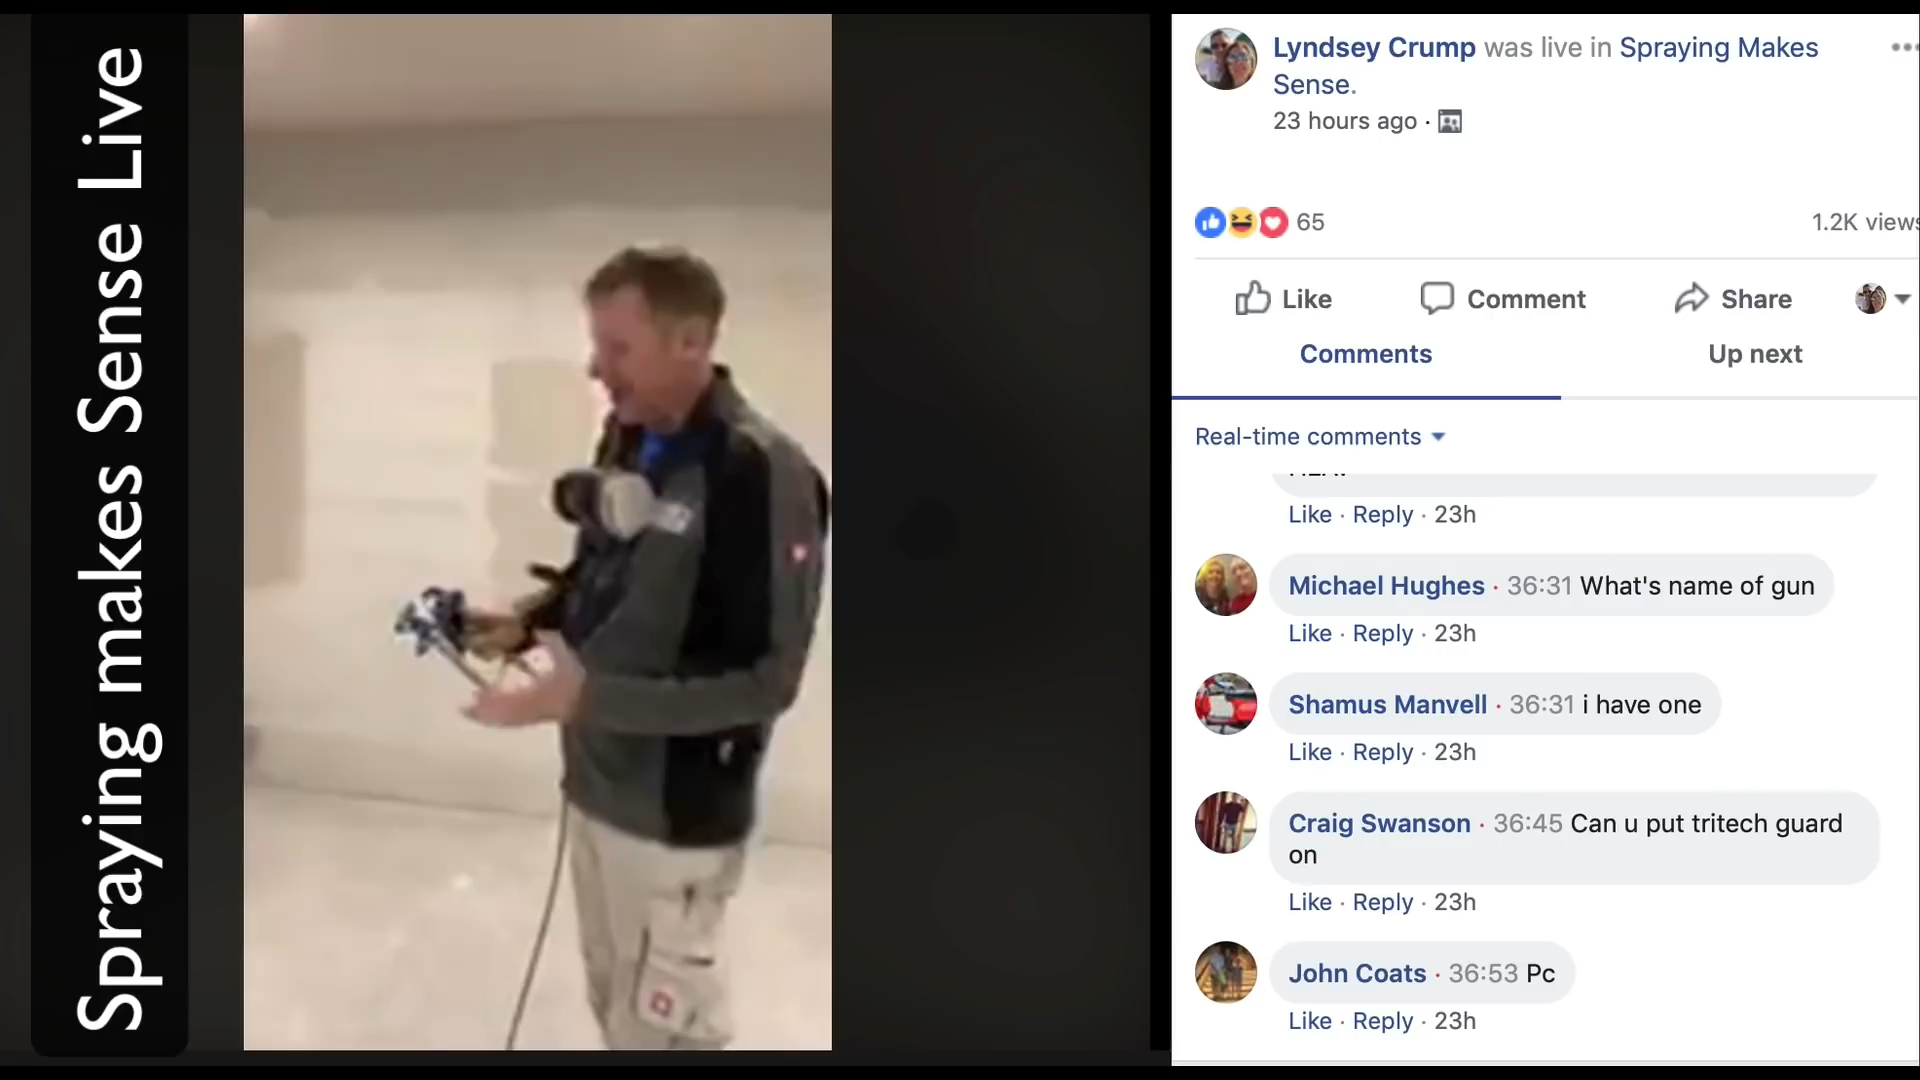 Spraying makes Sense Live
Lyndsey Crump was live in Spraying Makes
Sense.
23 hours ago ·
65
1.2K views
Like
Comment
Share
Comments
Up next
Real-time comments
Like · Reply · 23h
Michael Hughes · 36:31 What's name of gun
Like · Reply · 23h
Shamus Manvell · 36:31 i have one
Like · Reply · 23h
Craig Swanson · 36:45 Can u put tritech guard
on
Like · Reply · 23h
John Coats · 36:53 Pc
Like · Reply · 23h